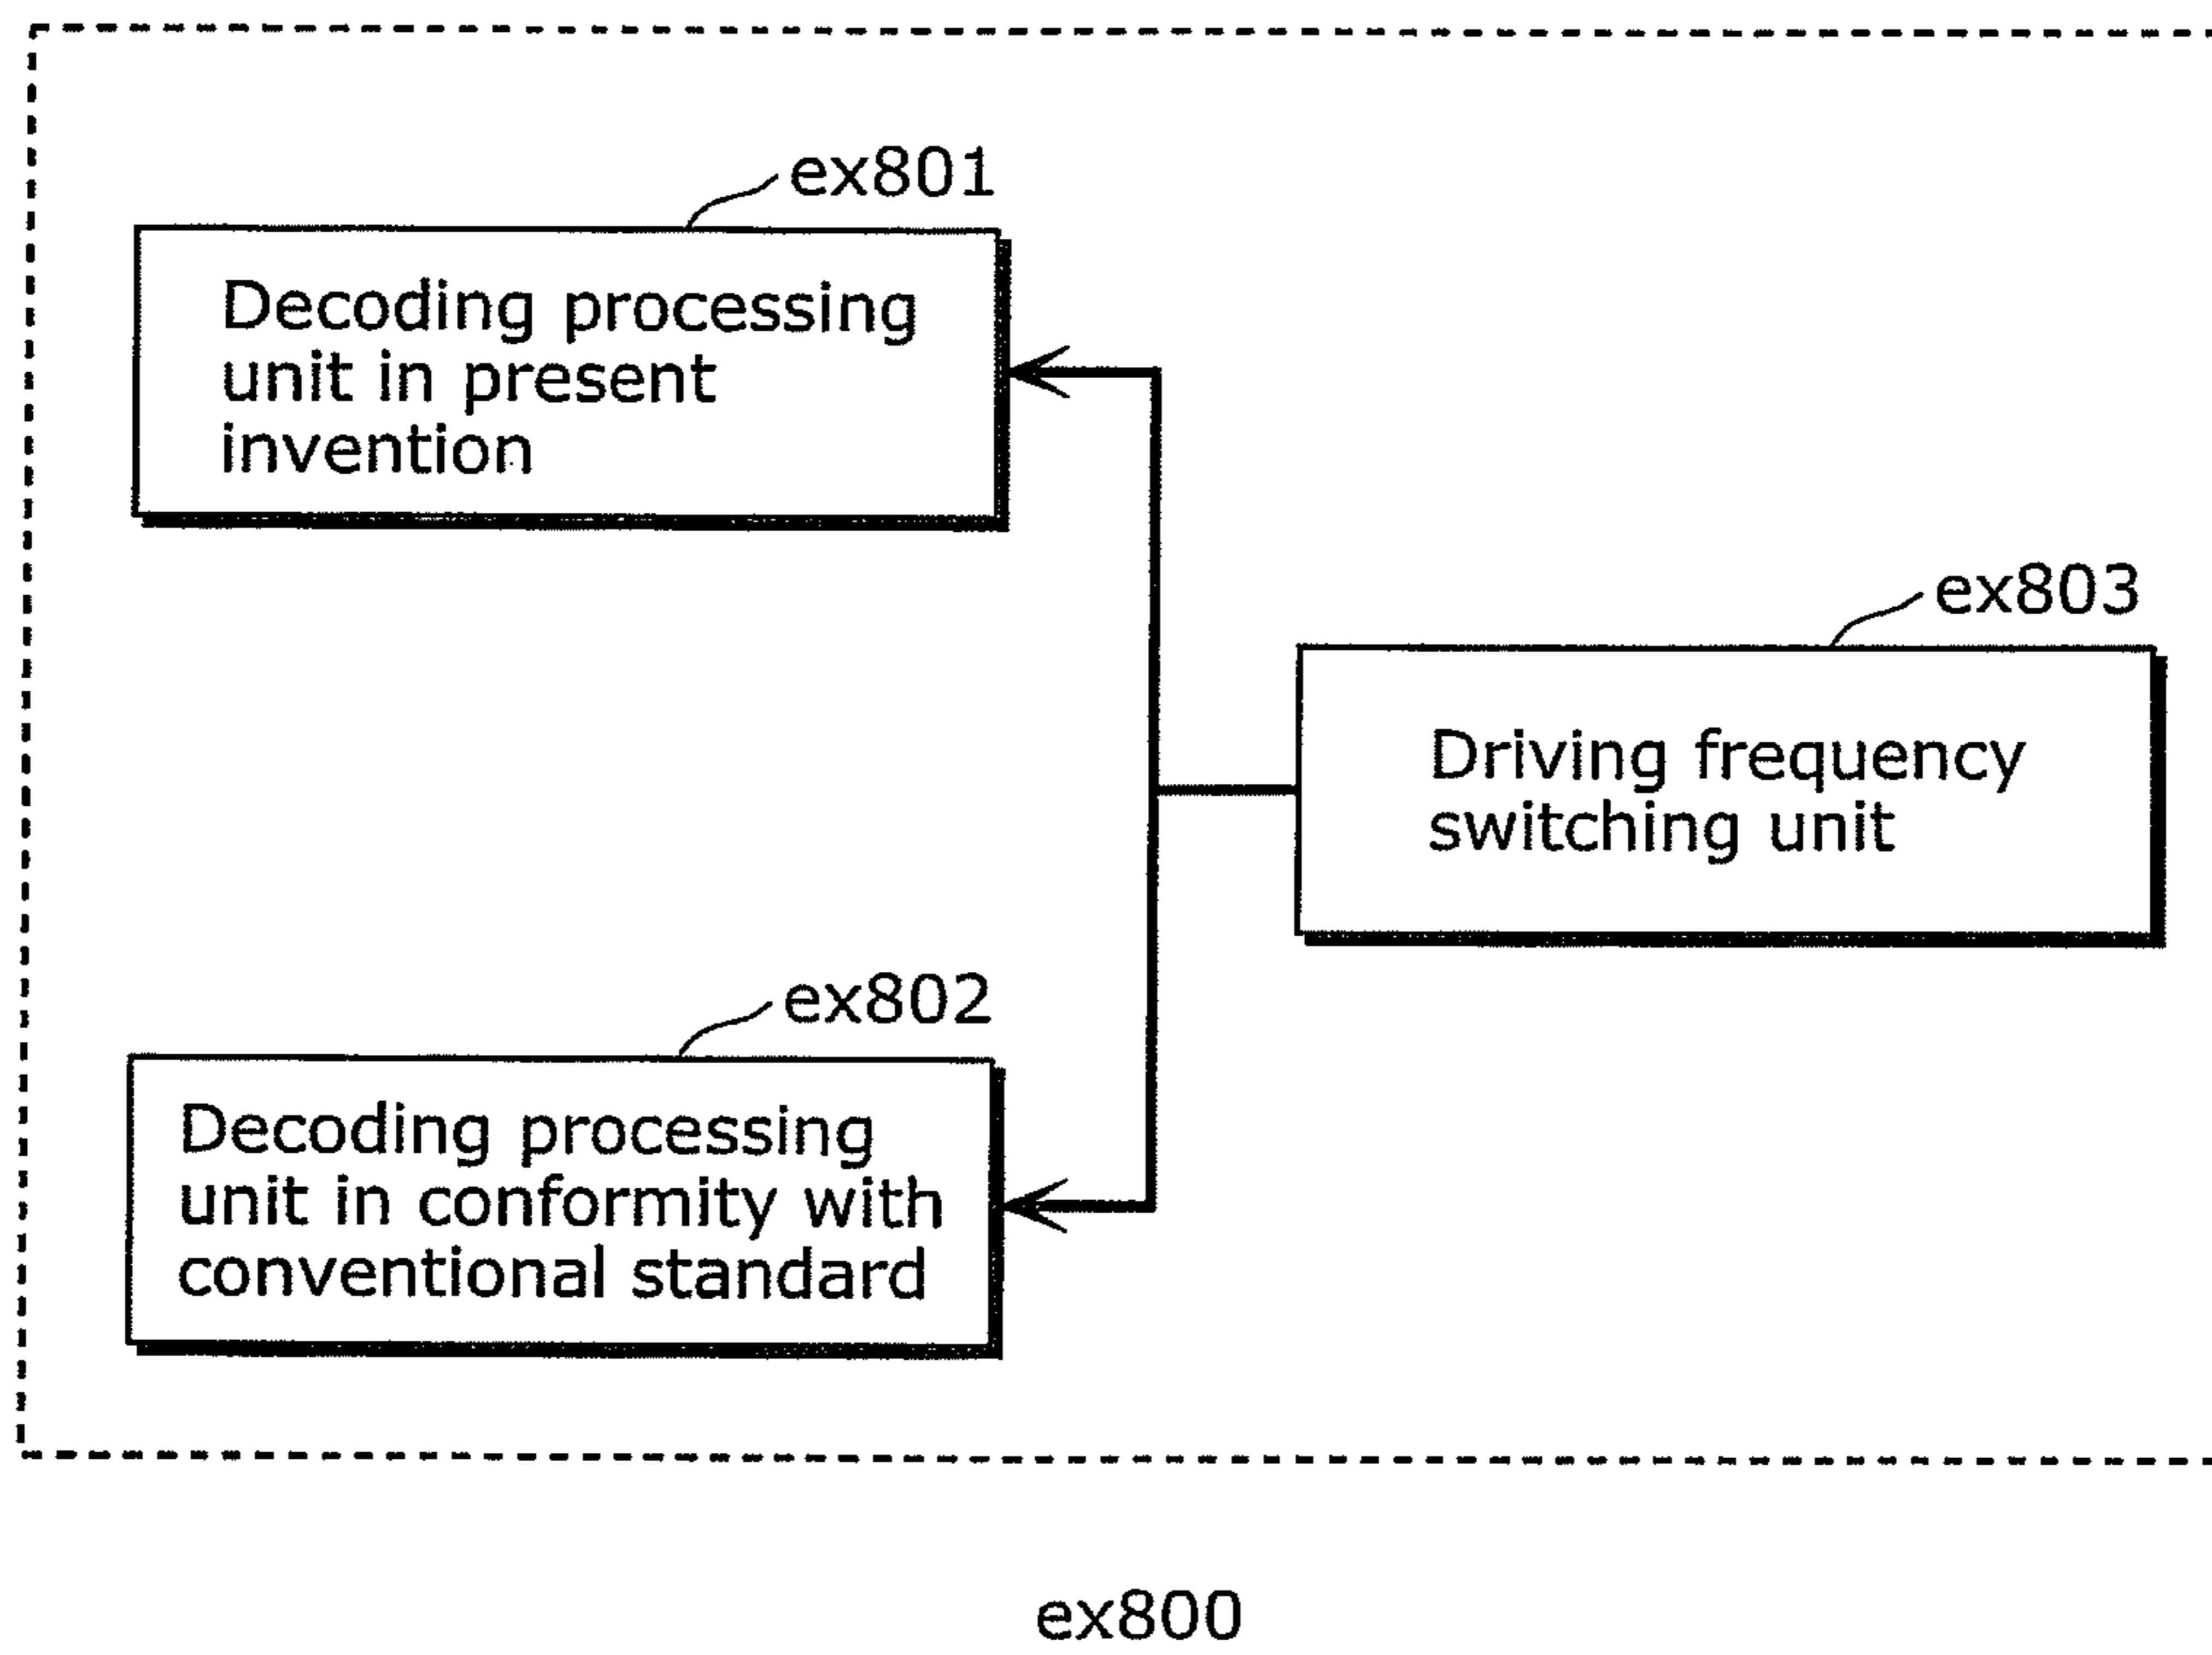 ex801
Decoding processing
unit in present
invention
ex803
Driving frequency
switching unit
ex802
Decoding processing
unit in conformity with
conventional standard
ex800